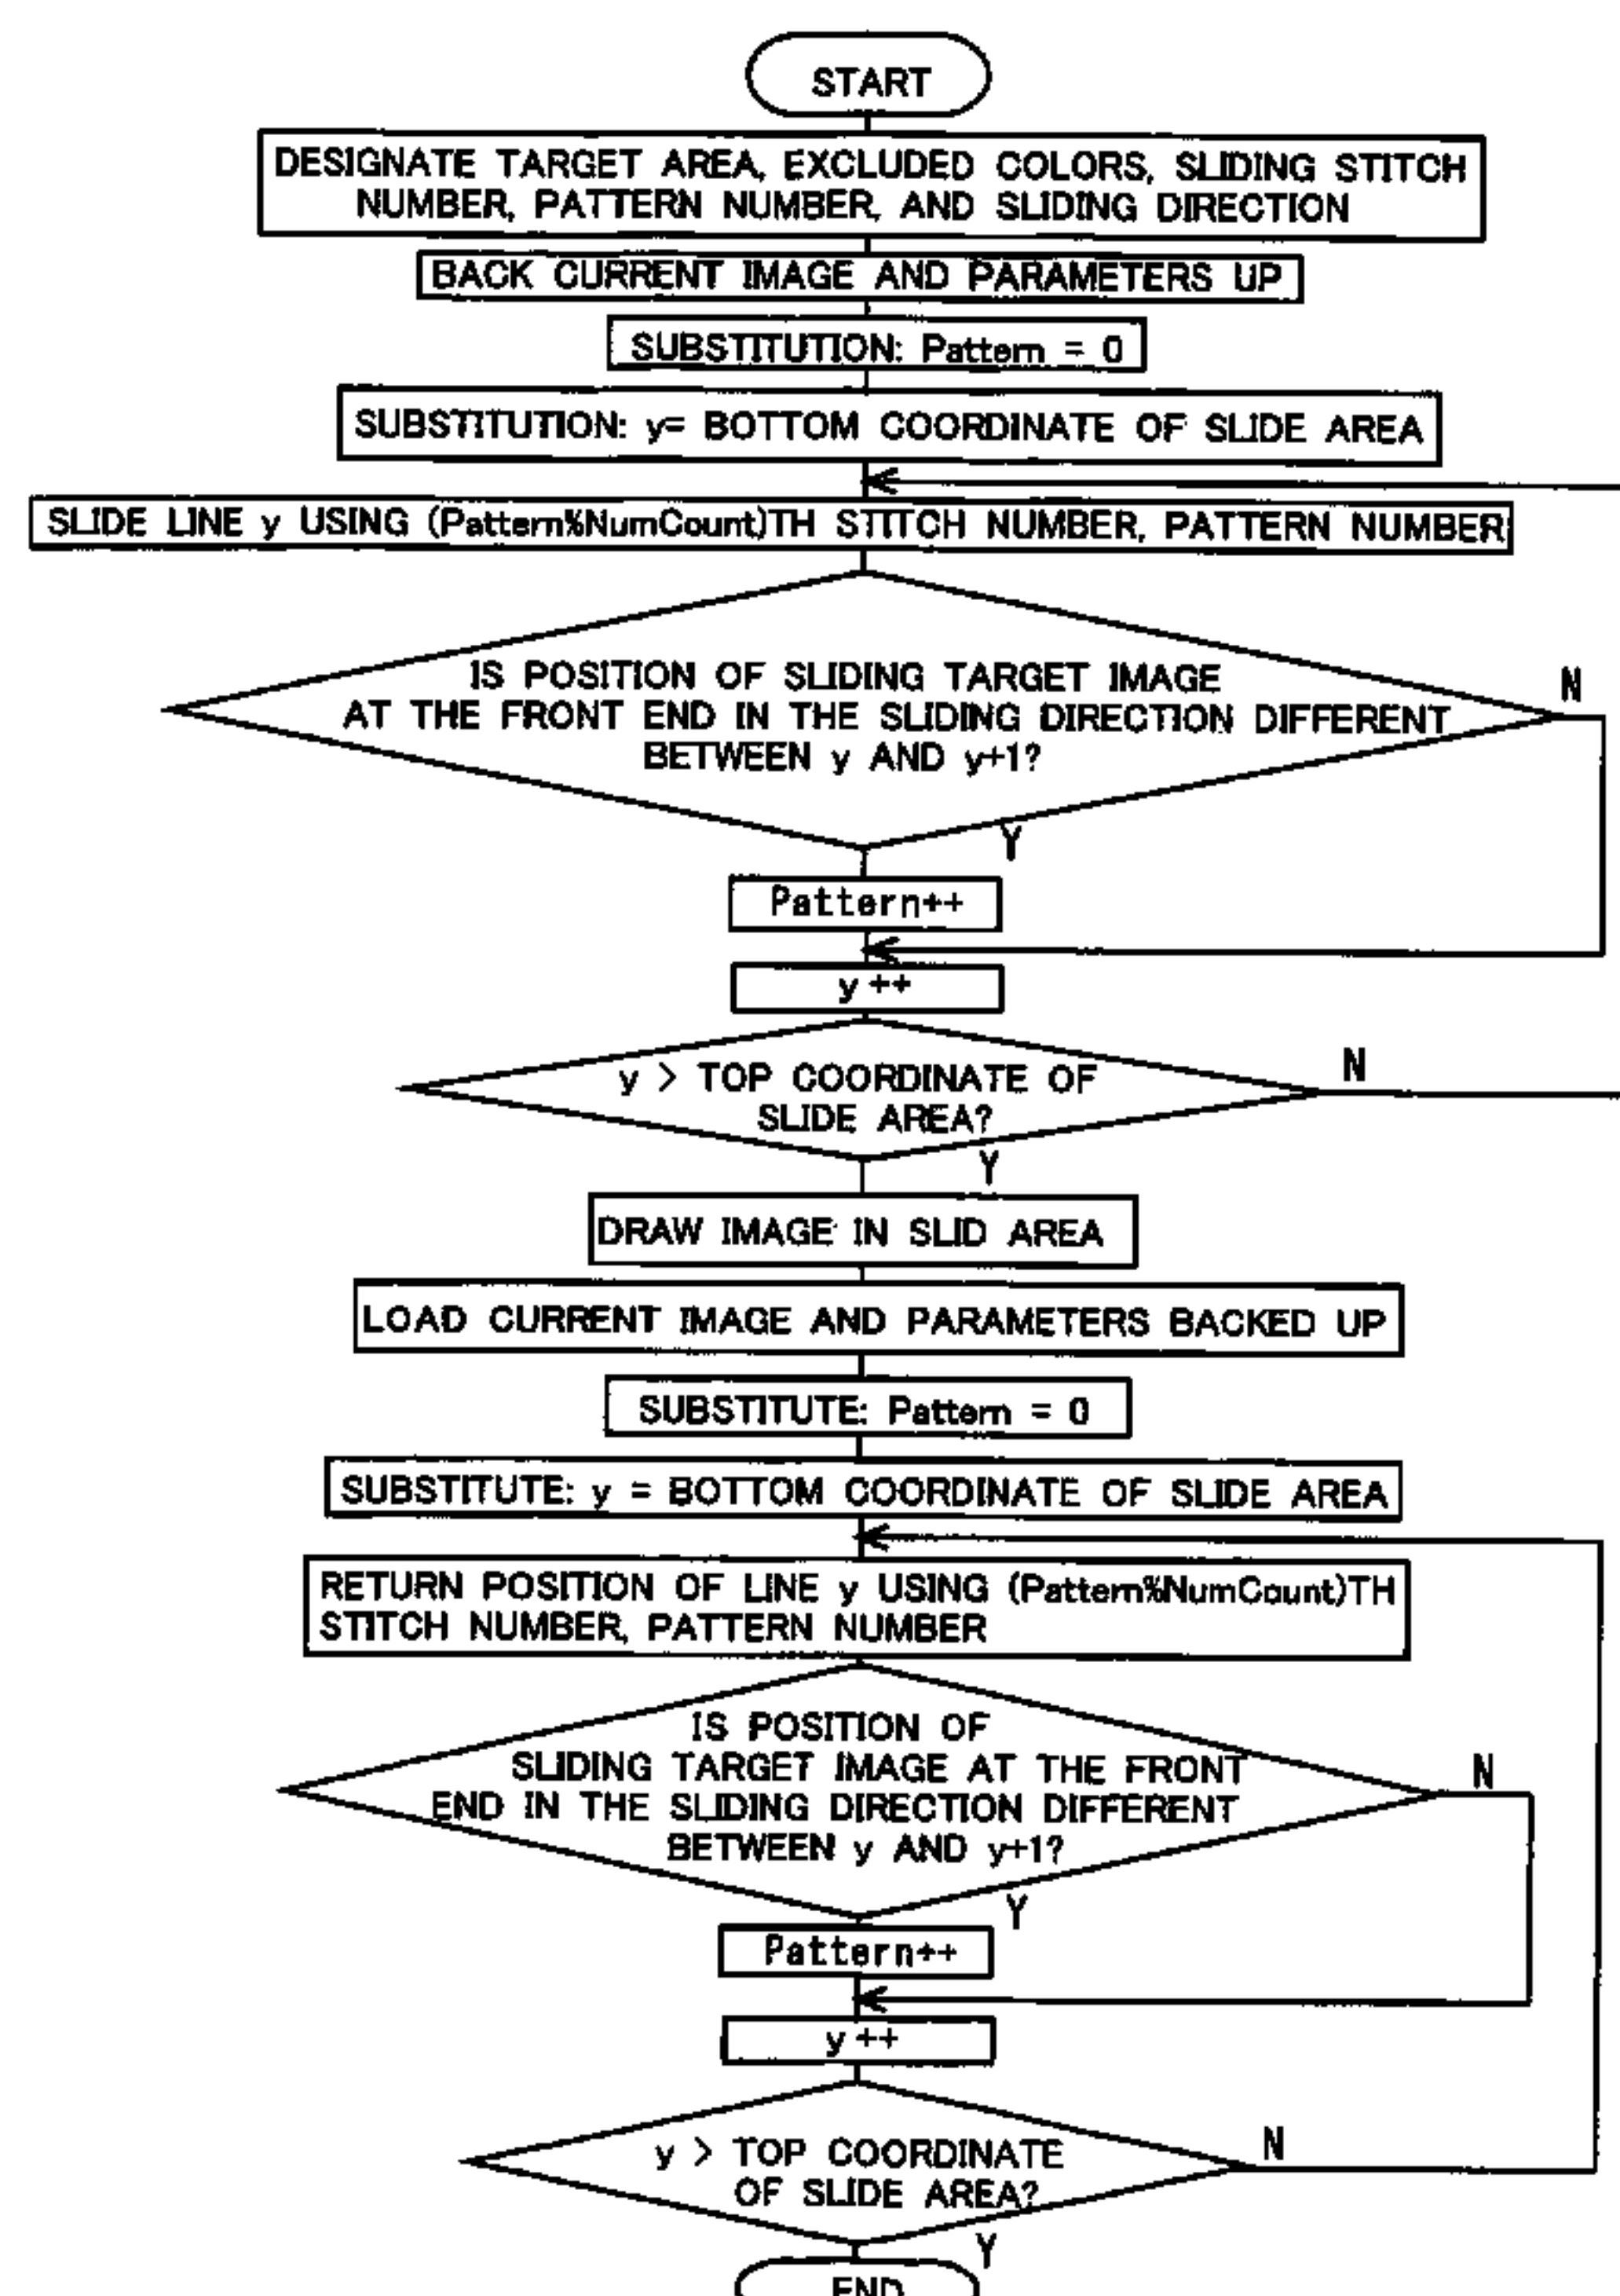 START
DESIGNATE TARGET AREA, EXCLUDED COLORS, SLIDING STITCH
NUMBER, PATTERN NUMBER, AND SLIDING DIRECTION
BACK CURRENT IMAGE AND PARAMETERS UP
SUBSTITUTION: Pattern = 0
SUBSTITUTION: y= BOTTOM COORDINATE OF SLIDE AREA
SLIDE LINE y USING (Pattern%NumCount)TH STITCH NUMBER, PATTERN NUMBER
IS POSITION OF SLIDING TARGET IMAGE
AT THE FRONT END IN THE SLIDING DIRECTION DIFFERENT
BETWEEN y AND y+1?
N
Y
Pattern++
y++
y > TOP COORDINATE OF
SLIDE AREA?
N
Y
DRAW IMAGE IN SLID AREA
LOAD CURRENT IMAGE AND PARAMETERS BACKED UP
SUBSTITUTE: Pattern = 0
SUBSTITUTE: y = BOTTOM COORDINATE OF SLIDE AREA
RETURN POSITION OF LINE y USING (Pattern%NumCount)TH
STITCH NUMBER, PATTERN NUMBER
IS POSITION OF
SLIDING TARGET IMAGE AT THE FRONT
END IN THE SLIDING DIRECTION DIFFERENT
BETWEEN y AND y+1?
N
Y
Pattern++
y++
y > TOP COORDINATE
OF SLIDE AREA?
N
Y
END